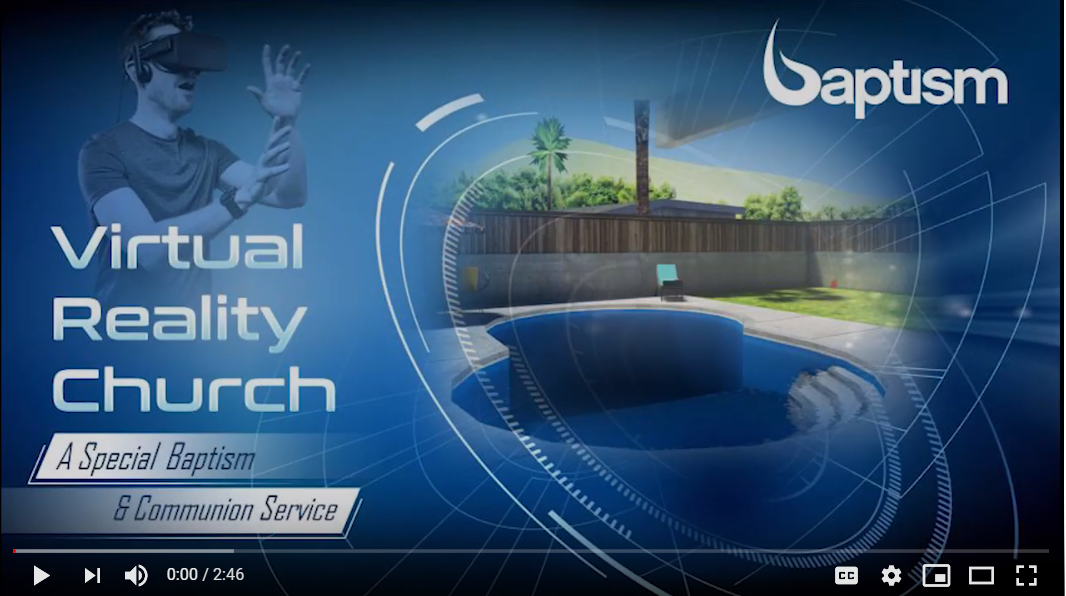 baptism
Virtual
Reality
Church
A Special Baptism
& Communion Service
0:00 / 2:46
CC